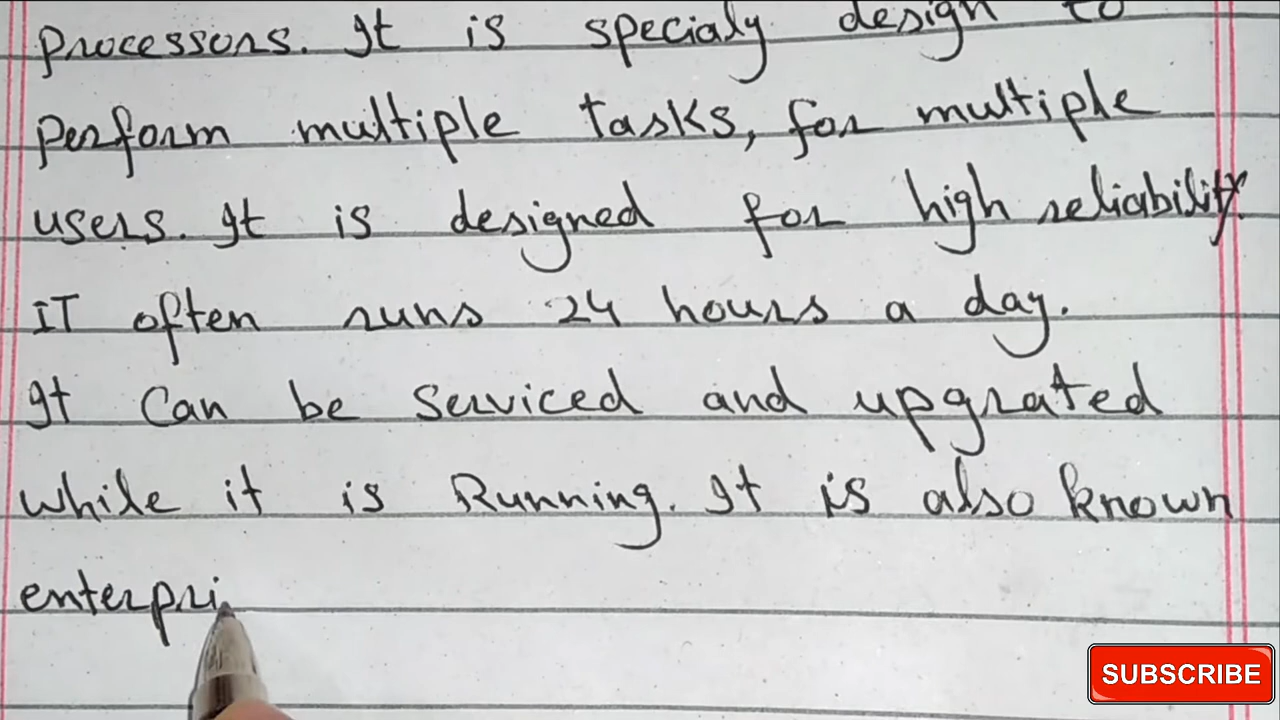 processors. It is specialy design to
perform multiple tasks, for multiple
users. It is designed for high reliability.
IT often runs 24 hours a day.
It can be serviced and upgrated
while it is Running. It is also known
enterpri
SUBSCRIBE